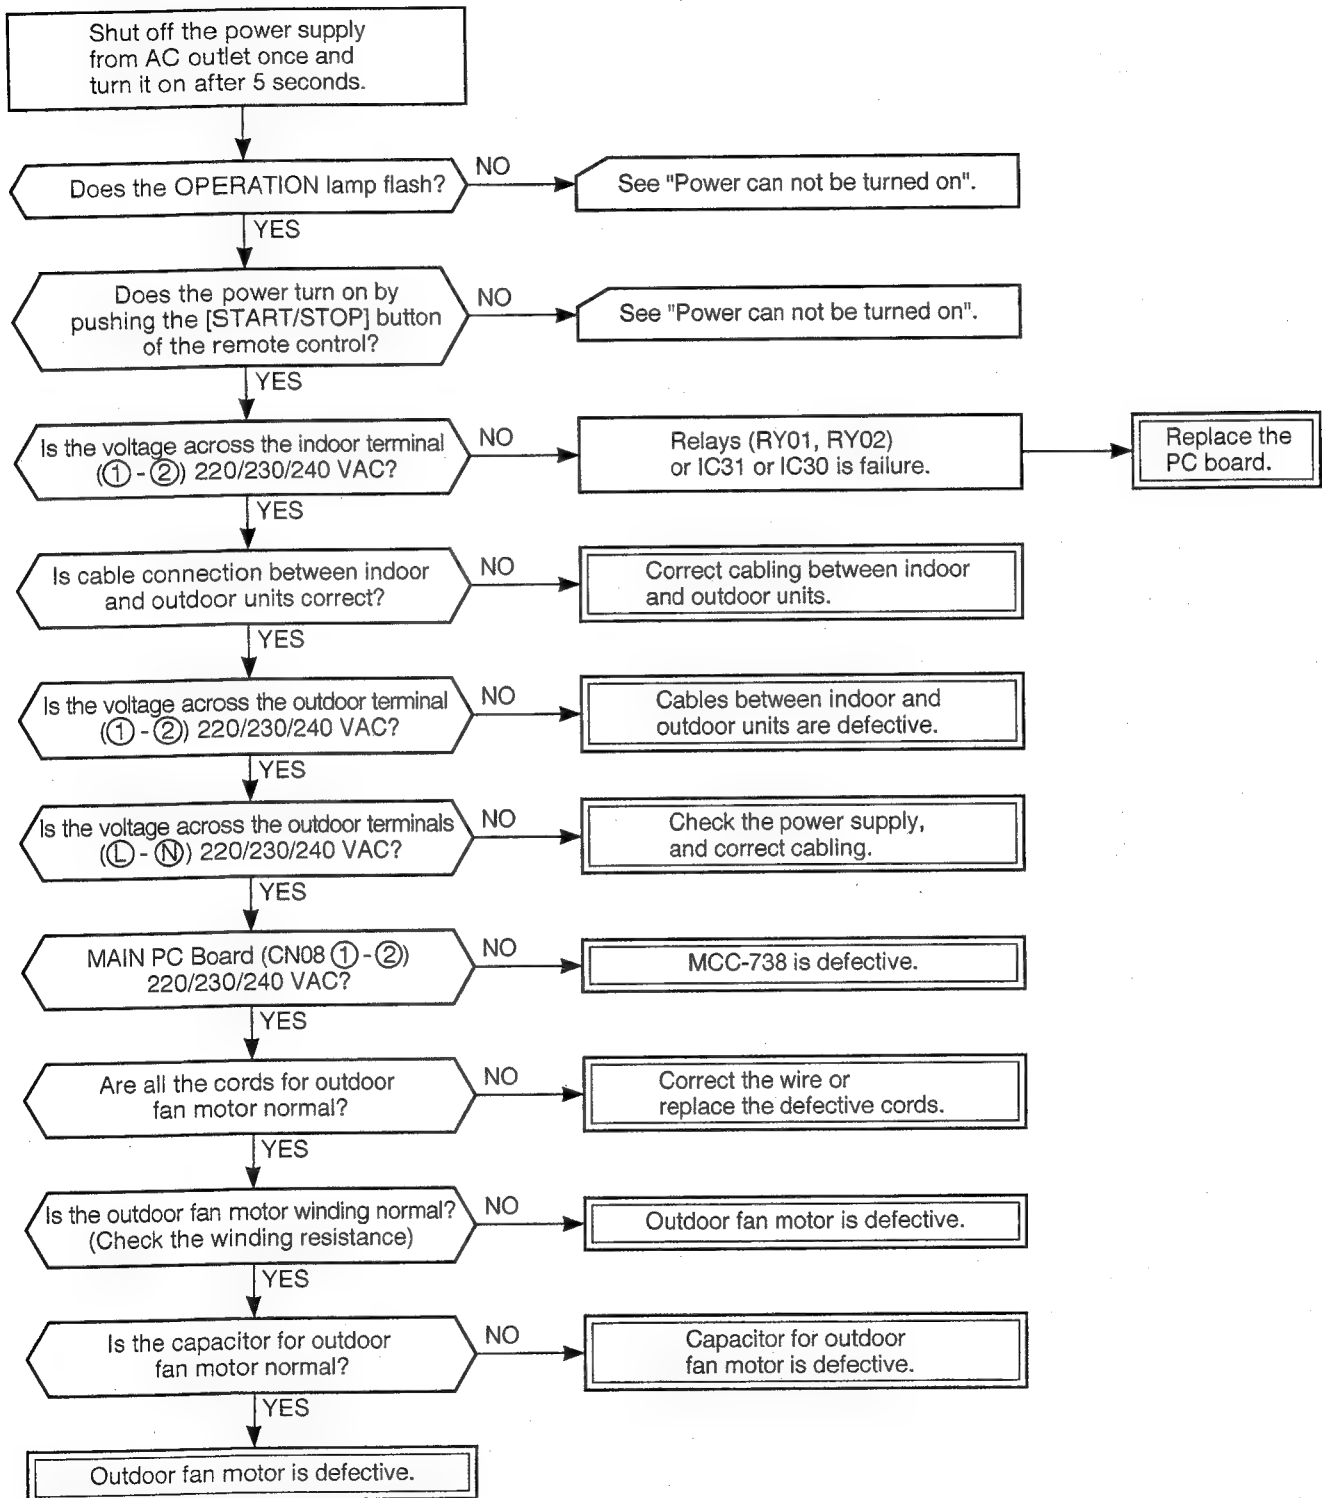 Shut off the power supply
from AC outlet once and
turn it on after 5 seconds.
Does the OPERATION lamp flash?
NO
See "Power can not be turned on".
YES
Does the power turn on by
pushing the [START/STOP] button
of the remote control?
NO
See "Power can not be turned on".
YES
Is the voltage across the indoor terminal
(① - ②) 220/230/240 VAC?
NO
Relays (RY01, RY02)
or IC31 or IC30 is failure.
Replace the
PC board.
YES
Is cable connection between indoor
and outdoor units correct?
NO
Correct cabling between indoor
and outdoor units.
YES
Is the voltage across the outdoor terminal
(① - ②) 220/230/240 VAC?
NO
Cables between indoor and
outdoor units are defective.
YES
Is the voltage across the outdoor terminals
(Ⓛ - Ⓝ) 220/230/240 VAC?
NO
Check the power supply,
and correct cabling.
YES
MAIN PC Board (CN08 ① - ②)
220/230/240 VAC?
NO
MCC-738 is defective.
YES
Are all the cords for outdoor
fan motor normal?
NO
Correct the wire or
replace the defective cords.
YES
Is the outdoor fan motor winding normal?
(Check the winding resistance)
NO
Outdoor fan motor is defective.
YES
Is the capacitor for outdoor
fan motor normal?
NO
Capacitor for outdoor
fan motor is defective.
YES
Outdoor fan motor is defective.